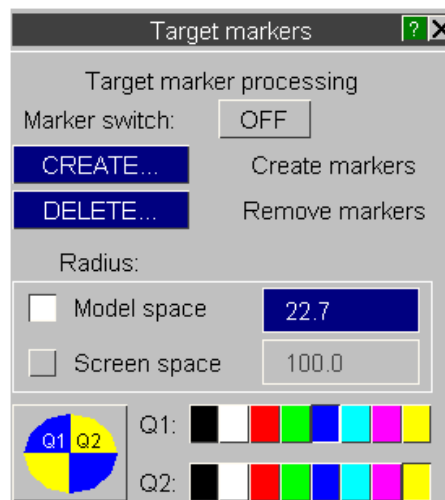 Target markers ? X
Target marker processing
Marker switch: OFF
CREATE... Create markers
DELETE... Remove markers
Radius:
Model space 22.7
Screen space 100.0
Q1 Q2 Q1:
Q2: